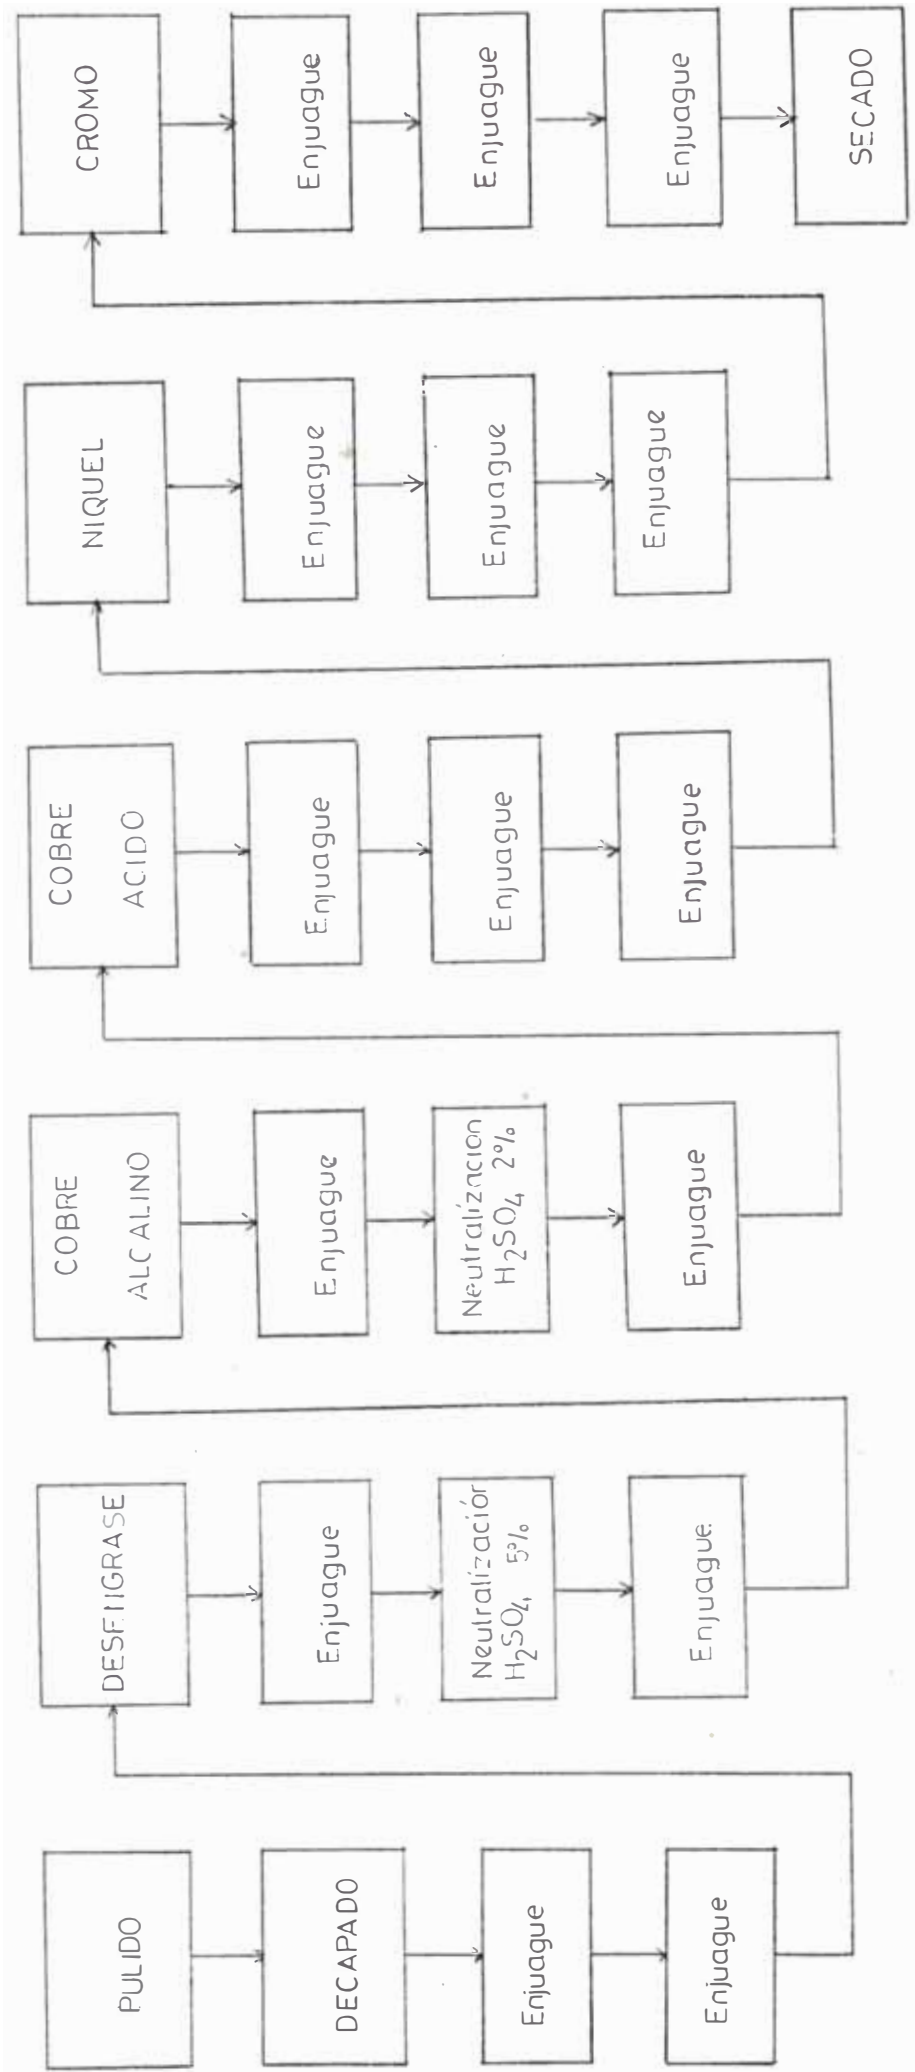 PULIDO
DECAPADO
Enjuague
Enjuague
DESENGRASE
Enjuague
Neutralización
H₂SO₄ 5%
Enjuague.
COBRE
ALCALINO
Enjuague
Neutralización
H₂SO₄ 2%
Enjuague
COBRE
ACIDO
Enjuague
Enjuague
Enjuague
NIQUEL
Enjuague
Enjuague
Enjuague
CROMO
Enjuague
Enjuague
Enjuague
SECADO